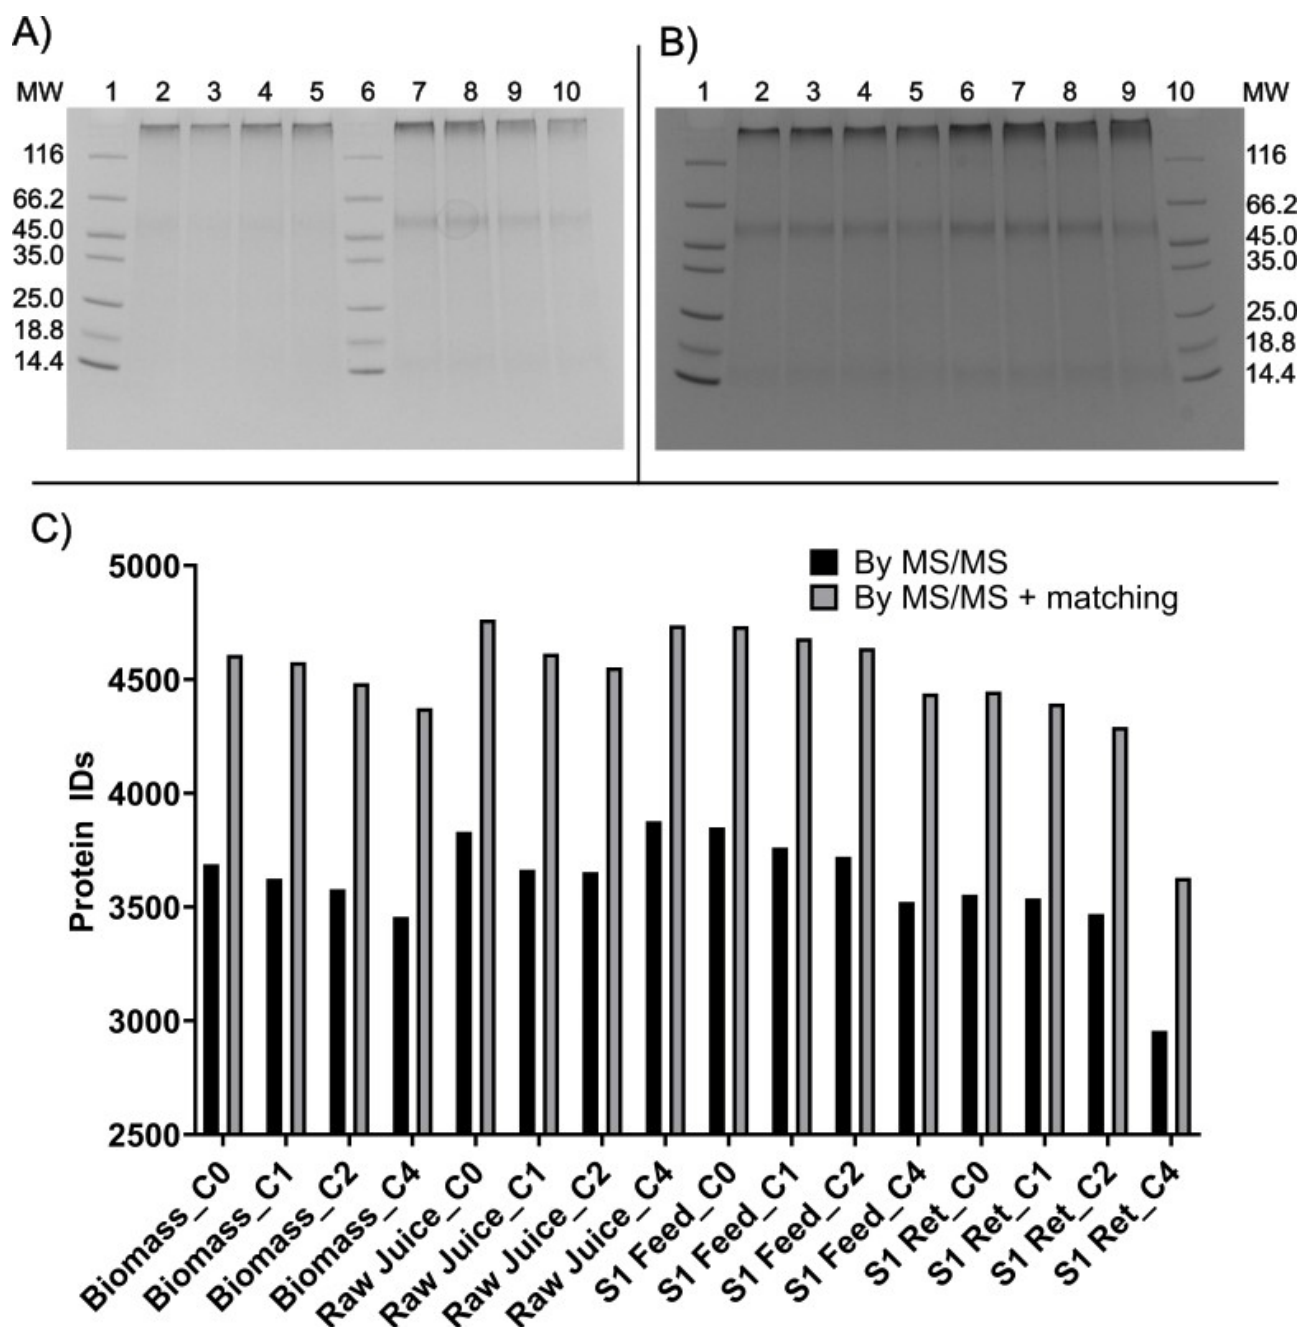 A)
MW 1 2 3 4 5 6 7 8 9 10
116
66.2
45.0
35.0
25.0
18.8
14.4
B)
1 2 3 4 5 6 7 8 9 10 MW
116
66.2
45.0
35.0
25.0
18.8
14.4
C)
By MS/MS
By MS/MS + matching
Protein IDs
5000
4500
4000
3500
3000
2500
Biomass_C0
Biomass_C1
Biomass_C2
Biomass_C4
Raw Juice_C0
Raw Juice_C1
Raw Juice_C2
Raw Juice_C4
S1 Feed_C0
S1 Feed_C1
S1 Feed_C2
S1 Feed_C4
S1 Ret_C0
S1 Ret_C1
S1 Ret_C2
S1 Ret_C4